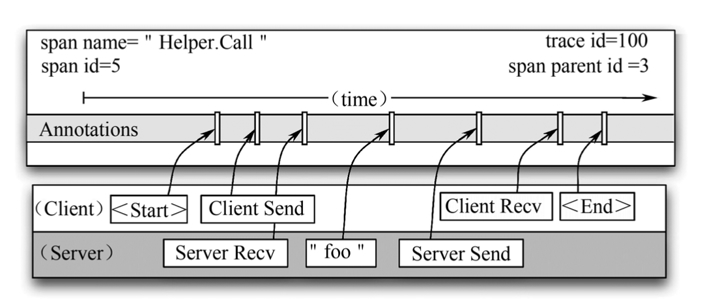 span name= " Helper.Call "
trace id=100
span id=5
span parent id =3
(time)
Annotations
(Client) <Start> Client Send Client Recv <End>
(Server) Server Recv " foo " Server Send